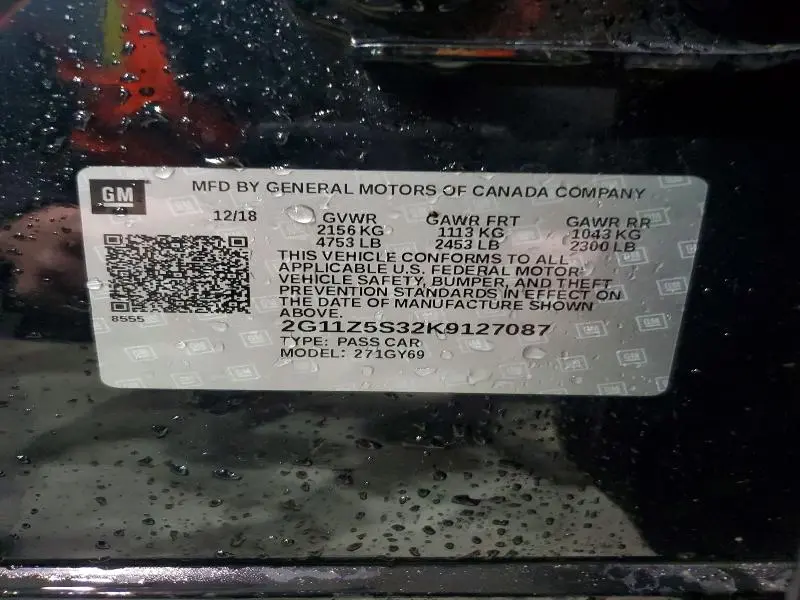 GM
MFD BY GENERAL MOTORS OF CANADA COMPANY
12/18
GVWR GAWR FRT GAWR RR
2156 KG 1113 KG 1043 KG
4753 LB 2453 LB 2300 LB
THIS VEHICLE CONFORMS TO ALL
APPLICABLE U.S. FEDERAL MOTOR
VEHICLE SAFETY, BUMPER, AND THEFT
PREVENTION STANDARDS IN EFFECT ON
THE DATE OF MANUFACTURE SHOWN
ABOVE.
8555
2G11Z5S32K9127087
TYPE: PASS CAR
MODEL: 271GY69